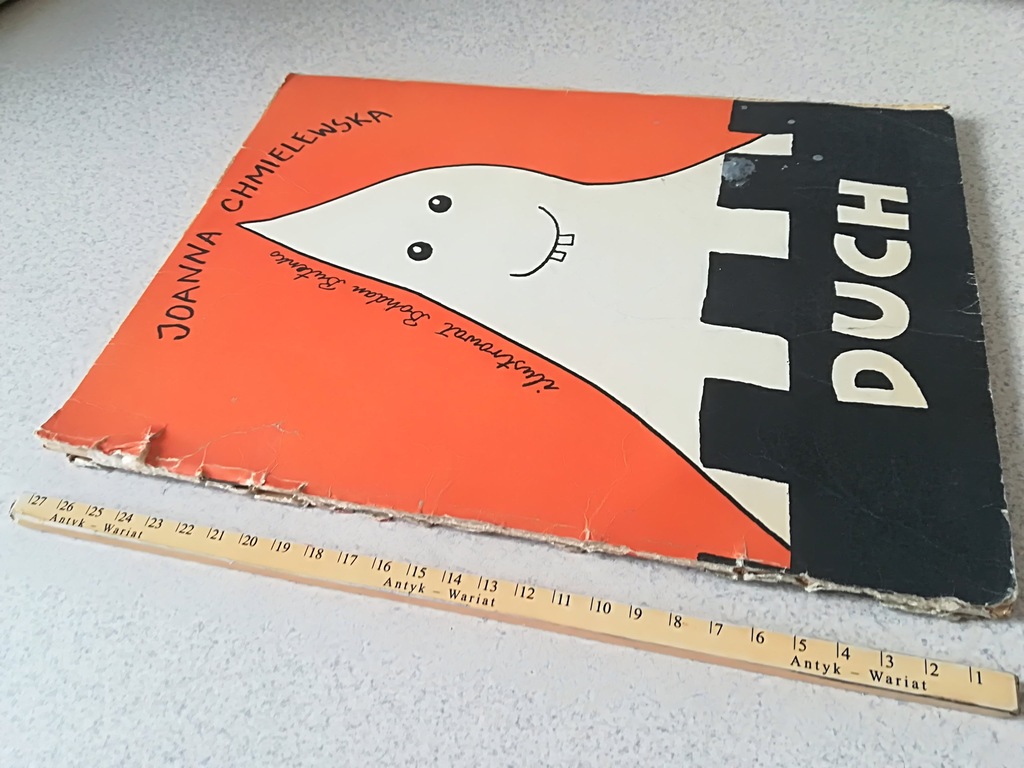 JOANNA CHMIELEWSKA
ilustrował Bohdan Butenko
DUCH
27 26 25 24 23 22 21 20 19 18 17 16 15 14 13 12 11 10 9 8 7 6 5 4 3 2 1
Antyk - Wariat Antyk - Wariat Antyk - Wariat